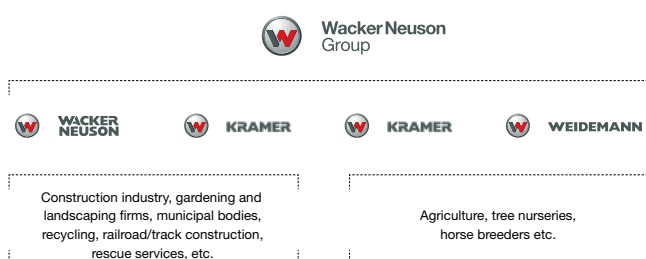 Wacker Neuson
Group
WACKER
NEUSON
KRAMER
KRAMER
WEIDEMANN
Construction industry, gardening and
landscaping firms, municipal bodies,
recycling, railroad/track construction,
rescue services, etc.
Agriculture, tree nurseries,
horse breeders etc.